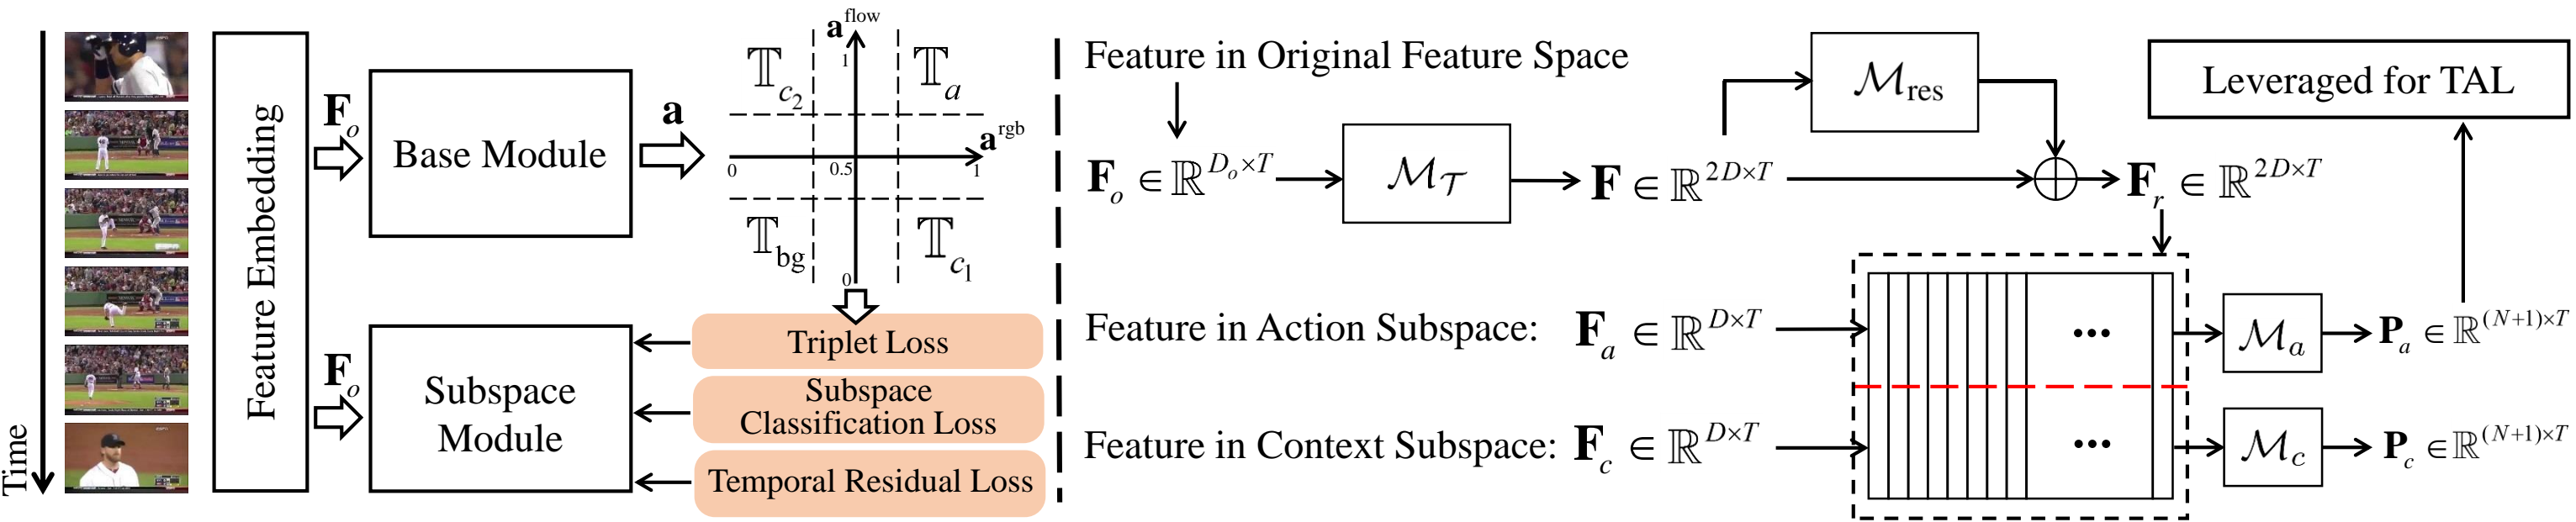 Time
Feature Embedding
F_o
F_o
Base Module
a
Subspace
Module
a^flow
1
𝕋_c2
𝕋_a
a^rgb
0
0.5
1
𝕋_bg
𝕋_c1
0
Triplet Loss
Subspace
Classification Loss
Temporal Residual Loss
Feature in Original Feature Space
F_o ∈ ℝ^{D_o×T}
ℳ_𝒯
F ∈ ℝ^{2D×T}
ℳ_res
F_r ∈ ℝ^{2D×T}
Leveraged for TAL
Feature in Action Subspace: F_a ∈ ℝ^{D×T}
...
ℳ_a
P_a ∈ ℝ^{(N+1)×T}
Feature in Context Subspace: F_c ∈ ℝ^{D×T}
...
ℳ_c
P_c ∈ ℝ^{(N+1)×T}